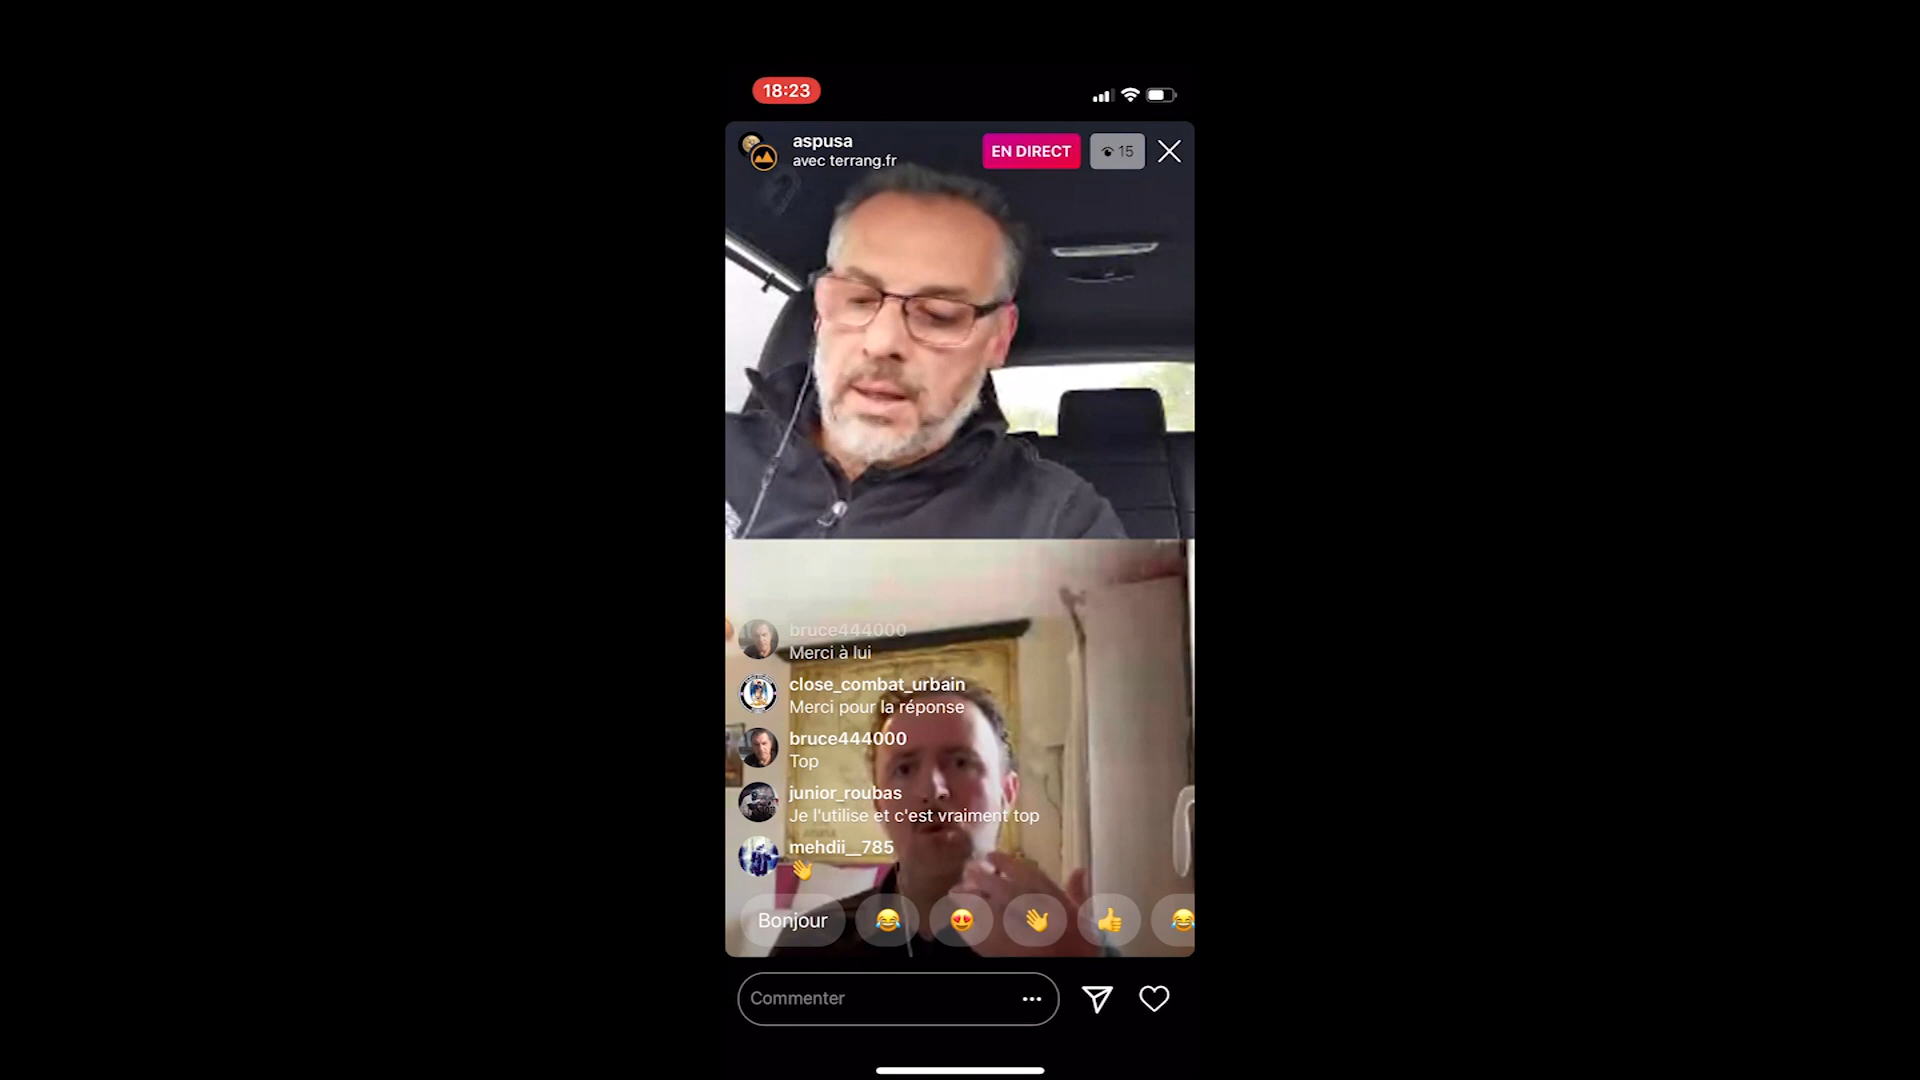 18:23
aspusa
avec terrang.fr
EN DIRECT
15
bruce444000
Merci à lui
close_combat_urbain
Merci pour la réponse
bruce444000
Top
junior_roubas
Je l'utilise et c'est vraiment top
mehdii__785
👋
Bonjour 😂 😍 👋 👍 😂
Commenter